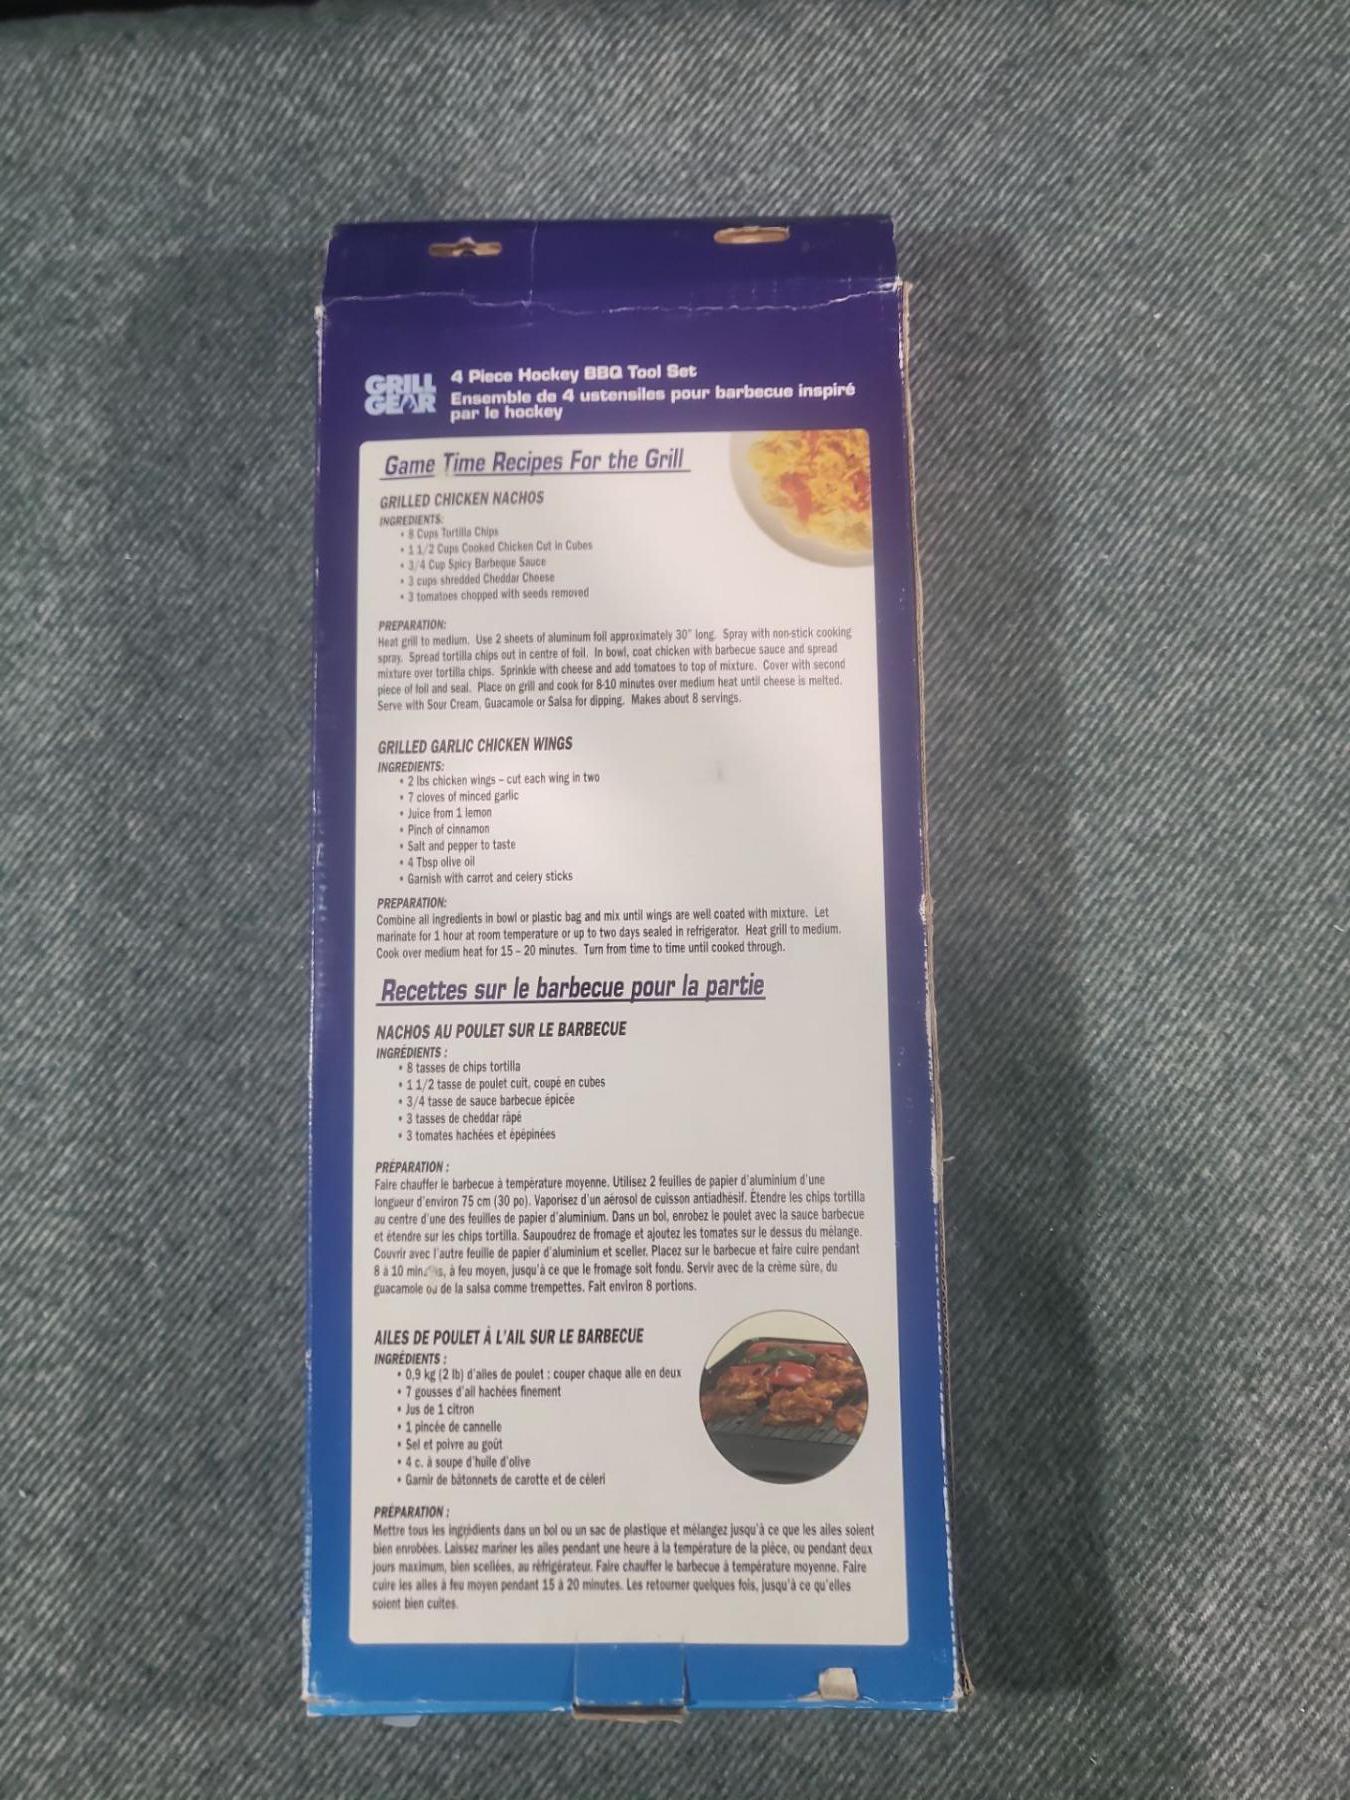 GRILL
GEAR
4 Piece Hockey BBQ Tool Set
Ensemble de 4 ustensiles pour barbecue inspiré
par le hockey
Game Time Recipes For the Grill
GRILLED CHICKEN NACHOS
INGREDIENTS:
• 8 Cups Tortilla Chips
• 1 1/2 Cups Cooked Chicken Cut in Cubes
• 3/4 Cup Spicy Barbeque Sauce
• 3 cups shredded Cheddar Cheese
• 3 tomatoes chopped with seeds removed
PREPARATION:
Heat grill to medium. Use 2 sheets of aluminum foil approximately 30" long. Spray with non-stick cooking
spray. Spread tortilla chips out in centre of foil. In bowl, coat chicken with barbecue sauce and spread
mixture over tortilla chips. Sprinkle with cheese and add tomatoes to top of mixture. Cover with second
piece of foil and seal. Place on grill and cook for 8-10 minutes over medium heat until cheese is melted.
Serve with Sour Cream, Guacamole or Salsa for dipping. Makes about 8 servings.
GRILLED GARLIC CHICKEN WINGS
INGREDIENTS:
• 2 lbs chicken wings – cut each wing in two
• 7 cloves of minced garlic
• Juice from 1 lemon
• Pinch of cinnamon
• Salt and pepper to taste
• 4 Tbsp olive oil
• Garnish with carrot and celery sticks
PREPARATION:
Combine all ingredients in bowl or plastic bag and mix until wings are well coated with mixture. Let
marinate for 1 hour at room temperature or up to two days sealed in refrigerator. Heat grill to medium.
Cook over medium heat for 15 – 20 minutes. Turn from time to time until cooked through.
Recettes sur le barbecue pour la partie
NACHOS AU POULET SUR LE BARBECUE
INGRÉDIENTS :
• 8 tasses de chips tortilla
• 1 1/2 tasse de poulet cuit, coupé en cubes
• 3/4 tasse de sauce barbecue épicée
• 3 tasses de cheddar râpé
• 3 tomates hachées et épépinées
PRÉPARATION :
Faire chauffer le barbecue à température moyenne. Utilisez 2 feuilles de papier d'aluminium d'une
longueur d'environ 75 cm (30 po). Vaporisez d'un aérosol de cuisson antiadhésif. Étendre les chips tortilla
au centre d'une des feuilles de papier d'aluminium. Dans un bol, enrobez le poulet avec la sauce barbecue
et étendre sur les chips tortilla. Saupoudrez de fromage et ajoutez les tomates sur le dessus du mélange.
Couvrir avec l'autre feuille de papier d'aluminium et sceller. Placez sur le barbecue et faire cuire pendant
8 à 10 minutes, à feu moyen, jusqu'à ce que le fromage soit fondu. Servir avec de la crème sûre, du
guacamole ou de la salsa comme trempettes. Fait environ 8 portions.
AILES DE POULET À L'AIL SUR LE BARBECUE
INGRÉDIENTS :
• 0,9 kg (2 lb) d'ailes de poulet : couper chaque aile en deux
• 7 gousses d'ail hachées finement
• Jus de 1 citron
• 1 pincée de cannelle
• Sel et poivre au goût
• 4 c. à soupe d'huile d'olive
• Garnir de bâtonnets de carotte et de céleri
PRÉPARATION :
Mettre tous les ingrédients dans un bol ou un sac de plastique et mélangez jusqu'à ce que les ailes soient
bien enrobées. Laissez mariner les ailes pendant une heure à la température de la pièce, ou pendant deux
jours maximum, bien scellées, au réfrigérateur. Faire chauffer le barbecue à température moyenne. Faire
cuire les ailes à feu moyen pendant 15 à 20 minutes. Les retourner quelques fois, jusqu'à ce qu'elles
soient bien cuites.